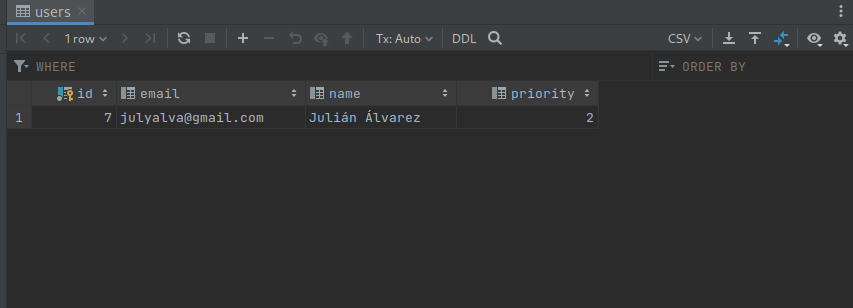 users
1 row Tx: Auto DDL CSV
WHERE ORDER BY
id email name priority
1 7 julyalva@gmail.com Julián Álvarez 2